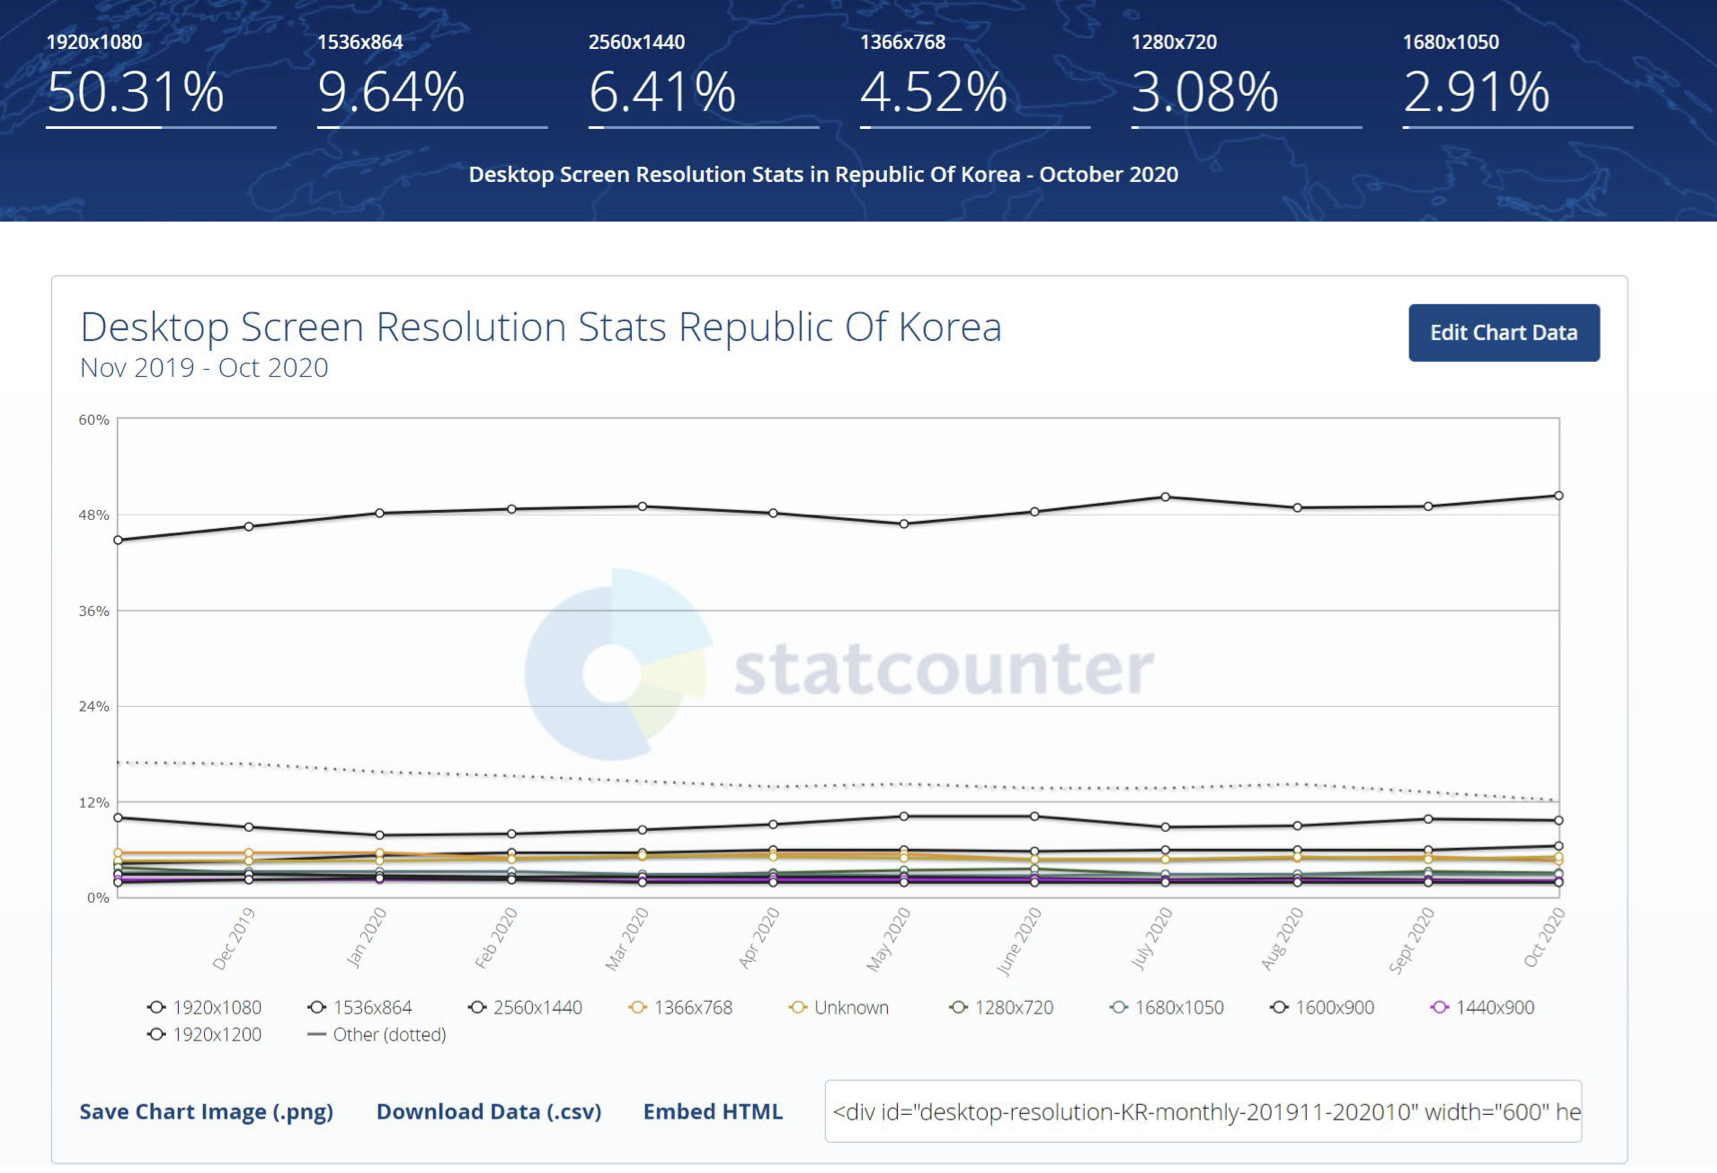 1920x1080 1536x864 2560x1440 1366x768 1280x720 1680x1050
50.31% 9.64% 6.41% 4.52% 3.08% 2.91%
Desktop Screen Resolution Stats in Republic Of Korea - October 2020
Desktop Screen Resolution Stats Republic Of Korea
Edit Chart Data
Nov 2019 - Oct 2020
60%
48%
36%
statcounter
24%
12%
0%
Dec 2019 Jan 2020 Feb 2020 Mar 2020 Apr 2020 May 2020 June 2020 July 2020 Aug 2020 Sept 2020 Oct 2020
1920x1080 1536x864 2560x1440 1366x768 Unknown 1280x720 1680x1050 1600x900 1440x900
1920x1200 Other (dotted)
Save Chart Image (.png) Download Data (.csv) Embed HTML <div id="desktop-resolution-KR-monthly-201911-202010" width="600" he